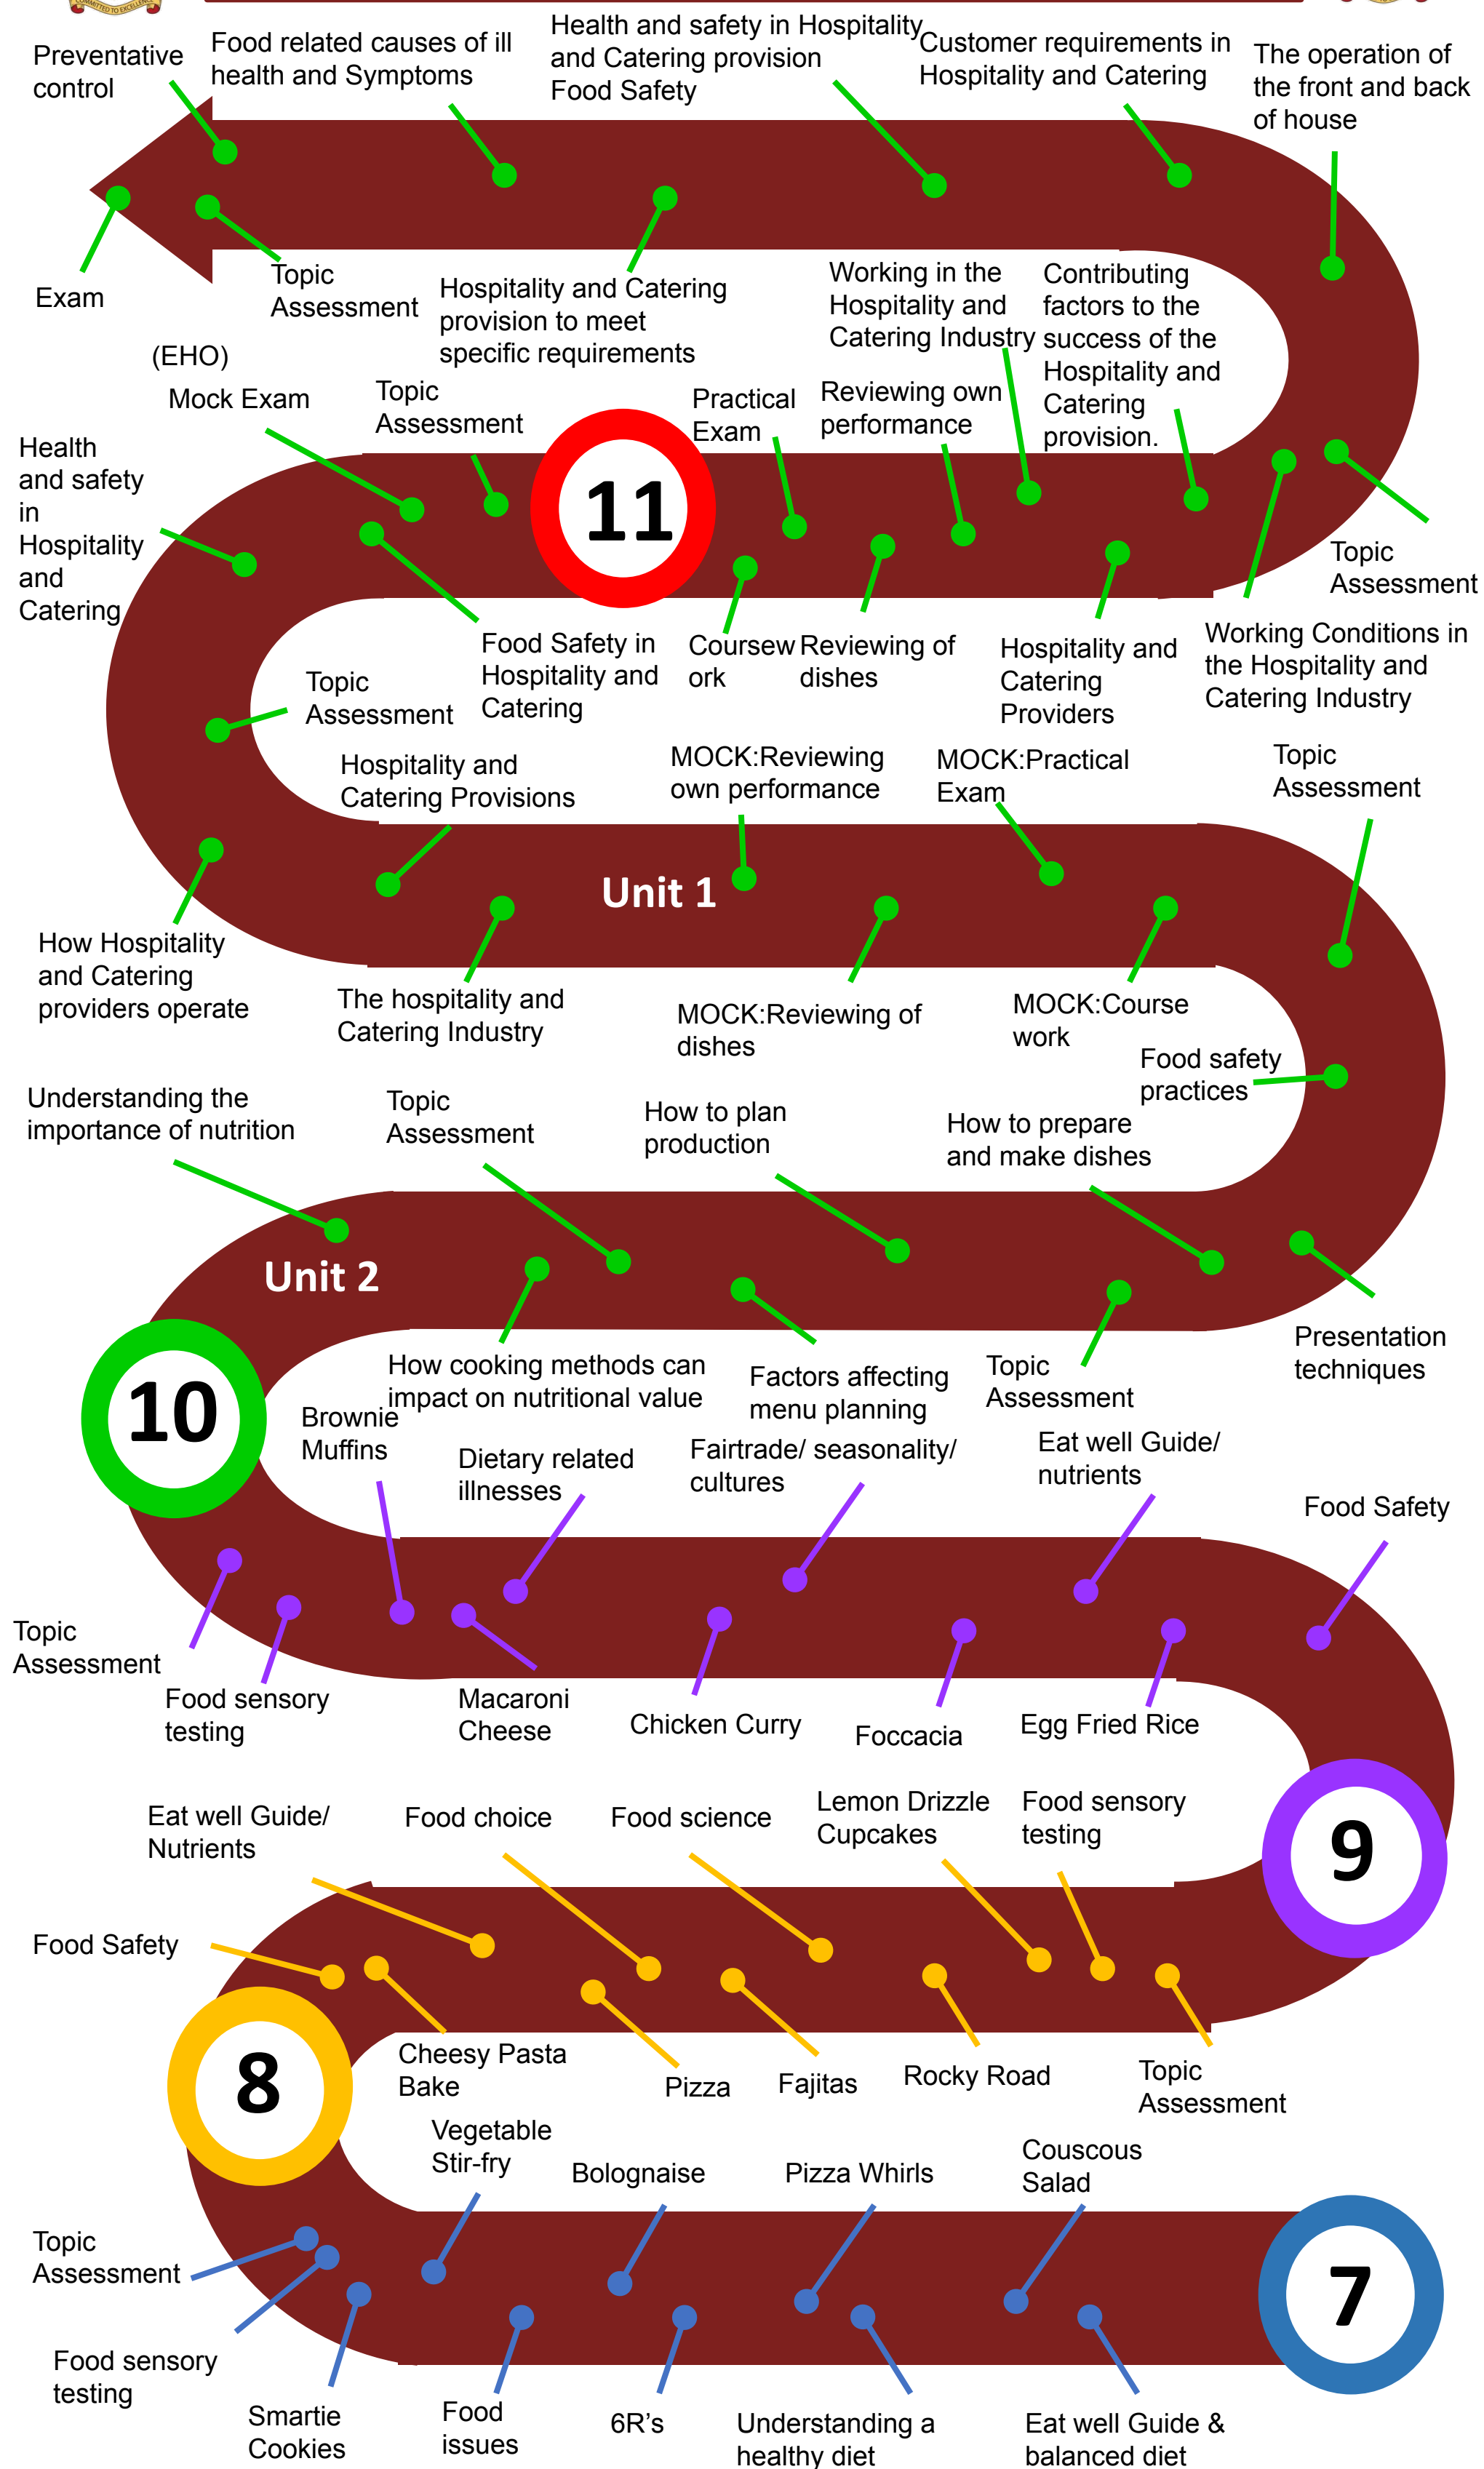 COMMITTED TO EXCELLENCE
Preventative
control
Food related causes of ill
health and Symptoms
Health and safety in Hospitality
and Catering provision
Food Safety
Customer requirements in
Hospitality and Catering
The operation of
the front and back
of house
Exam
Topic
Assessment
Hospitality and Catering
provision to meet
specific requirements
Working in the
Hospitality and
Catering Industry
Contributing
factors to the
success of the
Hospitality and
Catering
provision.
(EHO)
Mock Exam
Topic
Assessment
Practical
Exam
Reviewing own
performance
Health
and safety
in
Hospitality
and
Catering
11
Topic
Assessment
Food Safety in
Hospitality and
Catering
Coursew
ork
Reviewing of
dishes
Hospitality and
Catering
Providers
Working Conditions in
the Hospitality and
Catering Industry
Topic
Assessment
Hospitality and
Catering Provisions
MOCK:Reviewing
own performance
MOCK:Practical
Exam
Topic
Assessment
Unit 1
How Hospitality
and Catering
providers operate
The hospitality and
Catering Industry
MOCK:Reviewing of
dishes
MOCK:Course
work
Food safety
practices
Understanding the
importance of nutrition
Topic
Assessment
How to plan
production
How to prepare
and make dishes
Unit 2
Presentation
techniques
How cooking methods can
impact on nutritional value
Factors affecting
menu planning
Topic
Assessment
10
Brownie
Muffins
Dietary related
illnesses
Fairtrade/ seasonality/
cultures
Eat well Guide/
nutrients
Food Safety
Topic
Assessment
Food sensory
testing
Macaroni
Cheese
Chicken Curry
Foccacia
Egg Fried Rice
9
Eat well Guide/
Nutrients
Food choice
Food science
Lemon Drizzle
Cupcakes
Food sensory
testing
Food Safety
8
Cheesy Pasta
Bake
Pizza
Fajitas
Rocky Road
Topic
Assessment
Vegetable
Stir-fry
Bolognaise
Pizza Whirls
Couscous
Salad
7
Topic
Assessment
Food sensory
testing
Smartie
Cookies
Food
issues
6R's
Understanding a
healthy diet
Eat well Guide &
balanced diet